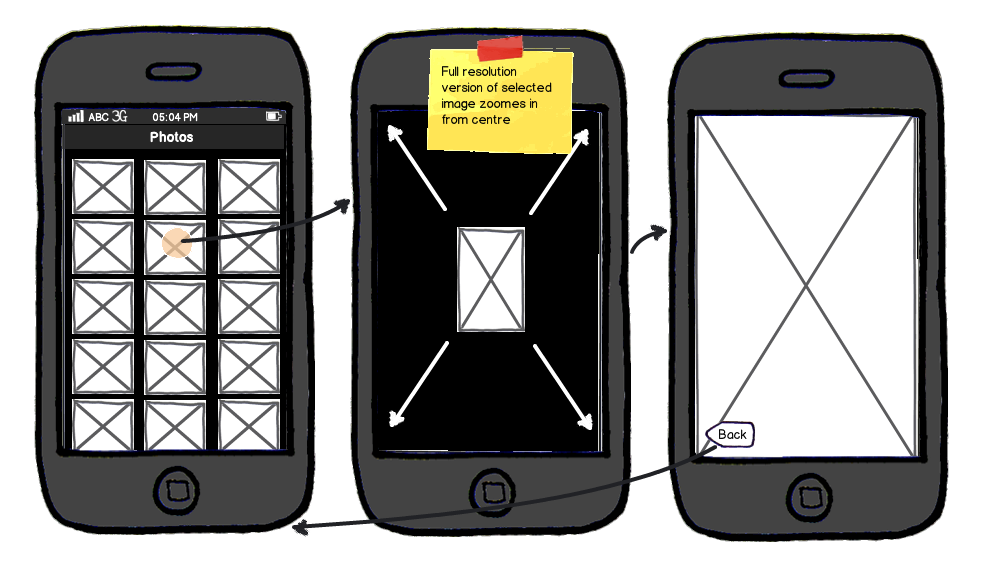 ABC 3G 05:04 PM
Photos
Full resolution
version of selected
image zoomes in
from centre
Back